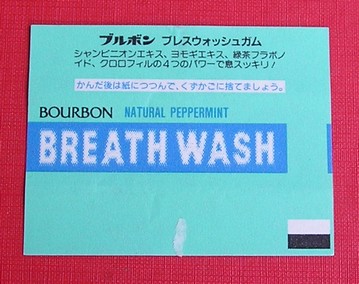 ブルボン ブレスウォッシュガム
シャンピニオンエキス、ヨモギエキス、緑茶フラボノ
イド、クロロフィルの4つのパワーで息スッキリ!
かんだ後は紙につつんで、くずかごに捨てましょう。
BOURBON NATURAL PEPPERMINT
BREATH WASH